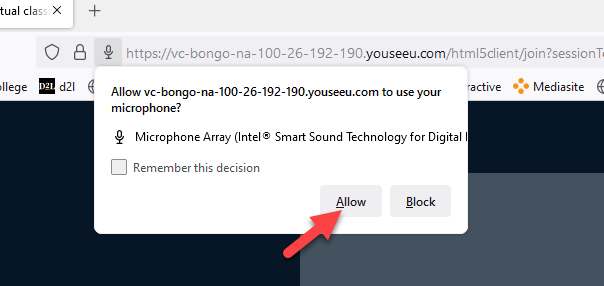 tual class
https://vc-bongo-na-100-26-192-190.youseeu.com/html5client/join?sessionTo
ollege D2L d2l Imported Mediasite
Allow vc-bongo-na-100-26-192-190.youseeu.com to use your
microphone?
Microphone Array (Intel® Smart Sound Technology for Digital I
Remember this decision
Allow Block